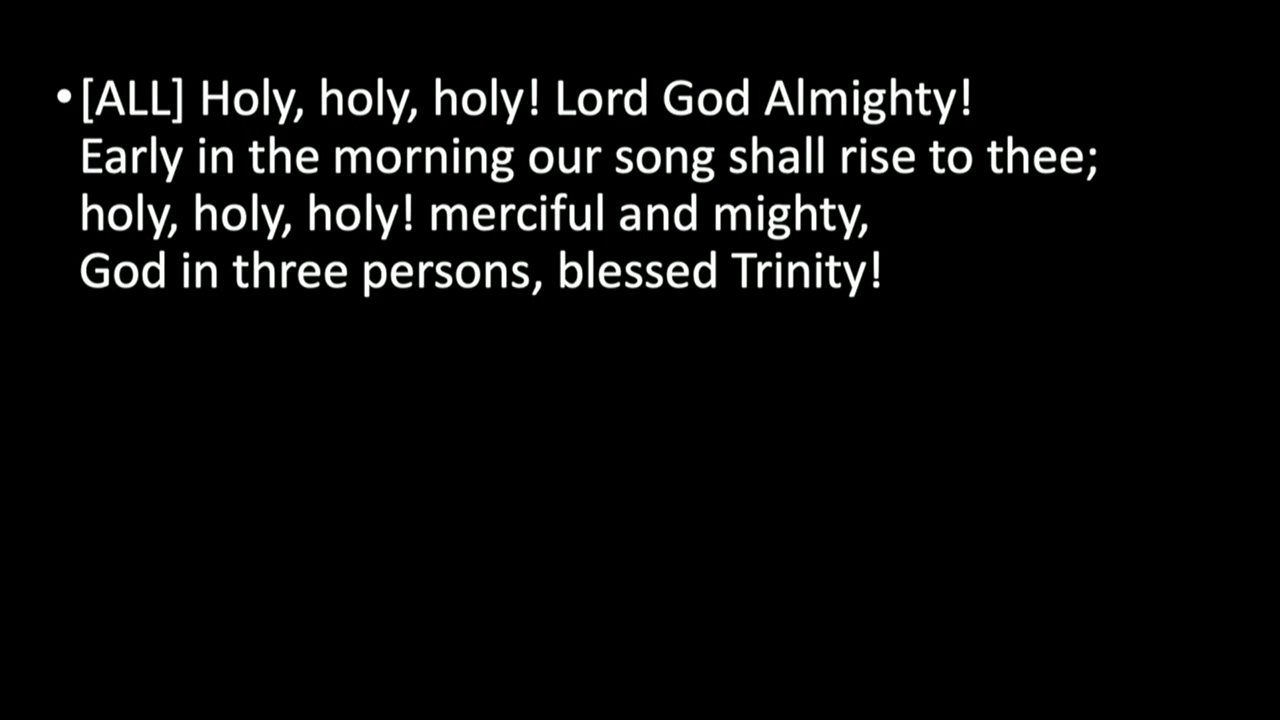 • [ALL] Holy, holy, holy! Lord God Almighty!
Early in the morning our song shall rise to thee;
holy, holy, holy! merciful and mighty,
God in three persons, blessed Trinity!